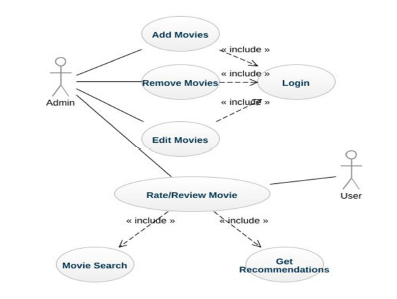 Add Movies
« include »
Remove Movies
« include »
Login
Admin
« include »
Edit Movies
Rate/Review Movie
User
« include »
« include »
Movie Search
Get
Recommendations